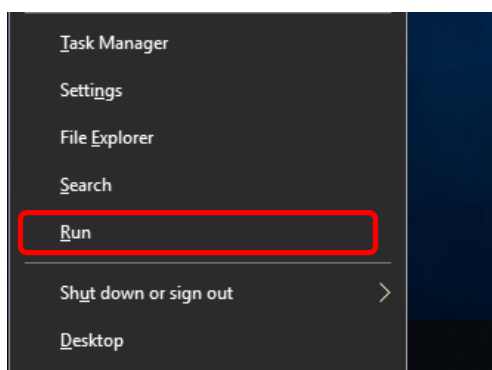 Task Manager
Settings
File Explorer
Search
Run
Shut down or sign out
Desktop